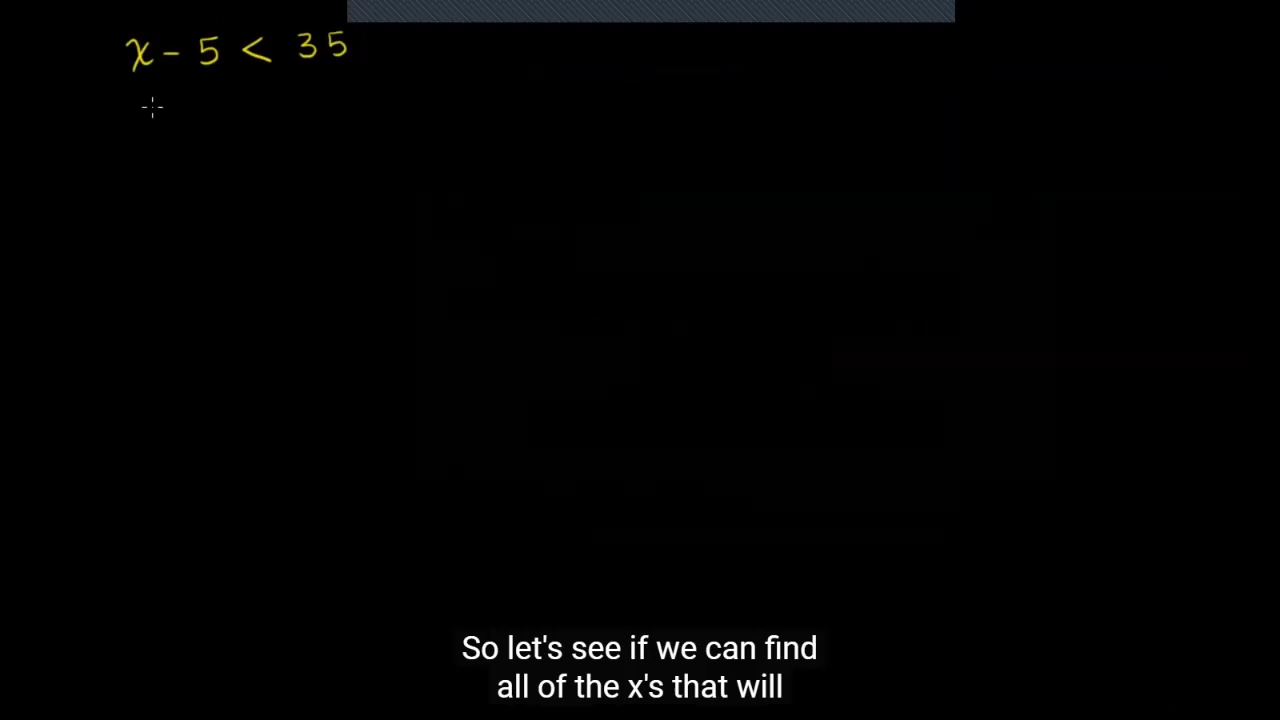 x - 5 < 35
So let's see if we can find
all of the x's that will